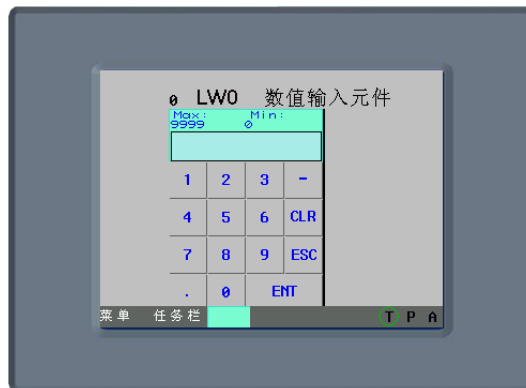 0 LW0 数值输入元件
Max: Min:
9999 0
1 2 3 -
4 5 6 CLR
7 8 9 ESC
. 0 ENT
菜单 任务栏 T P A